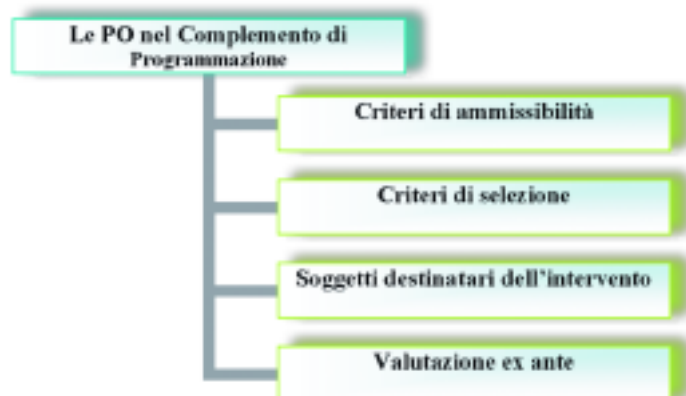 Le PO nel Complemento di
Programmazione
Criteri di ammissibilità
Criteri di selezione
Soggetti destinatari dell’intervento
Valutazione ex ante